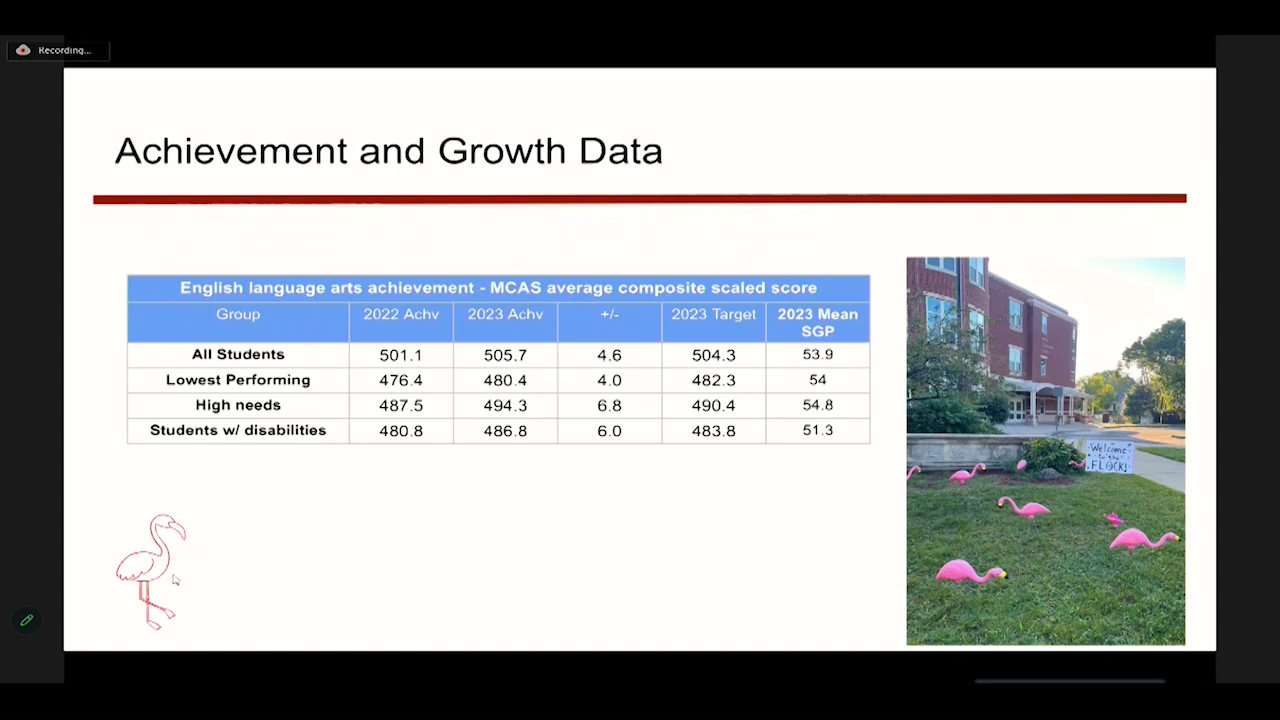 Recording...
Achievement and Growth Data
English language arts achievement - MCAS average composite scaled score
Group 2022 Achv 2023 Achv +/- 2023 Target 2023 Mean SGP
All Students 501.1 505.7 4.6 504.3 53.9
Lowest Performing 476.4 480.4 4.0 482.3 54
High needs 487.5 494.3 6.8 490.4 54.8
Students w/ disabilities 480.8 486.8 6.0 483.8 51.3
Welcome
to the
FLOCK!